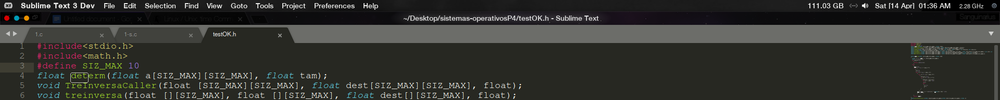 Sublime Text 3 Dev File Edit Selection Find View Goto Tools Project Preferences Help 111.03 GB Sat [14 Apr] 01:36 AM 2.28 GHz
Untitled document - Go Linux / Unix: time Comm Sanguinarius
~/Desktop/sistemas-operativosP4/testOK.h - Sublime Text
1.c × 1-s.c × testOK.h ×
1 #include<stdio.h>
2 #include<math.h>
3 #define SIZ_MAX 10
4 float determ(float a[SIZ_MAX][SIZ_MAX], float tam);
5 void TreInversaCaller(float [SIZ_MAX][SIZ_MAX], float dest[SIZ_MAX][SIZ_MAX], float);
6 void treinversa(float [][SIZ_MAX], float [][SIZ_MAX], float dest[][SIZ_MAX], float);